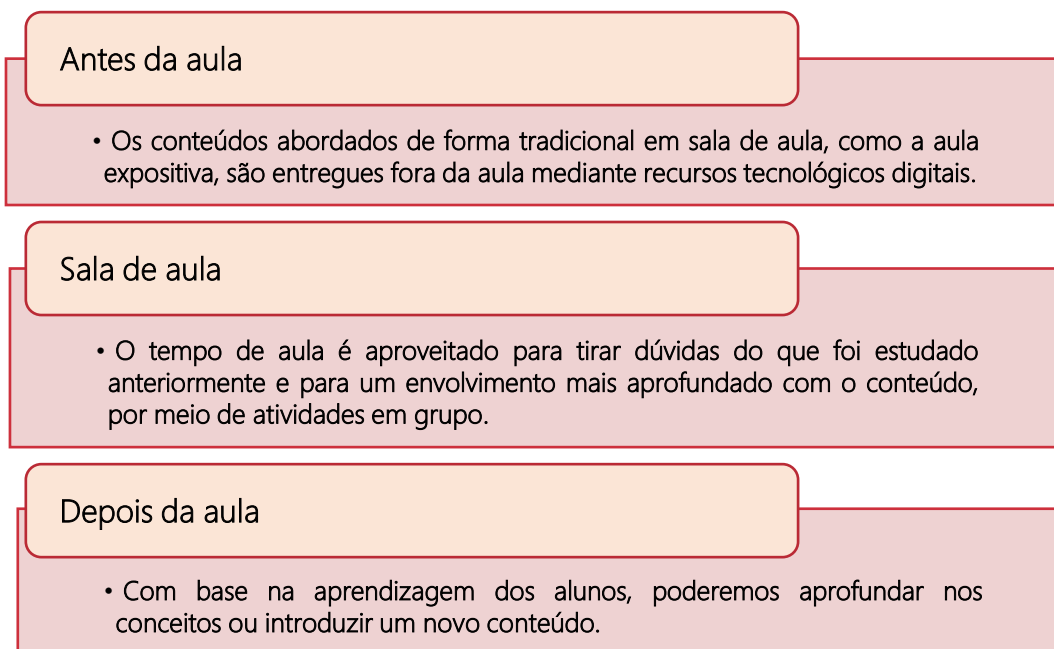 Antes da aula
• Os conteúdos abordados de forma tradicional em sala de aula, como a aula
expositiva, são entregues fora da aula mediante recursos tecnológicos digitais.
Sala de aula
• O tempo de aula é aproveitado para tirar dúvidas do que foi estudado
anteriormente e para um envolvimento mais aprofundado com o conteúdo,
por meio de atividades em grupo.
Depois da aula
• Com base na aprendizagem dos alunos, poderemos aprofundar nos
conceitos ou introduzir um novo conteúdo.